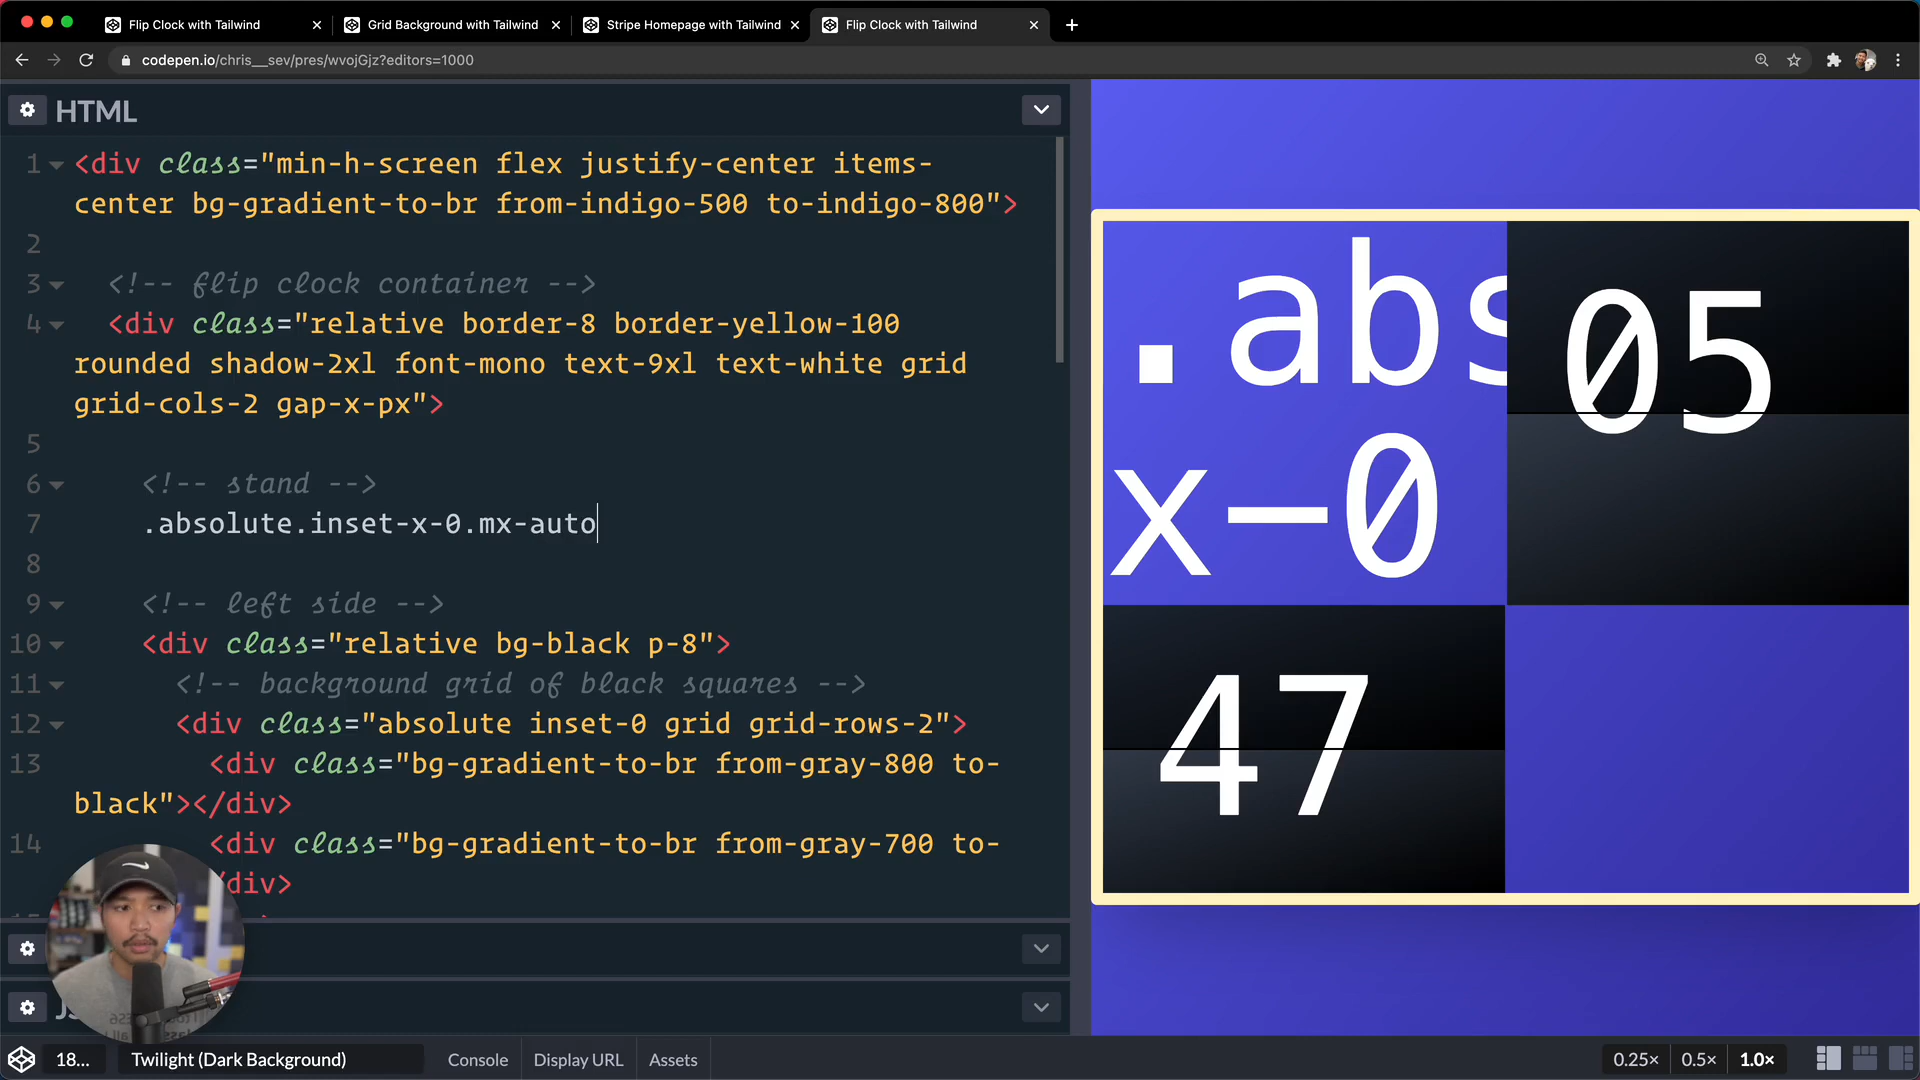 Flip Clock with Tailwind
Grid Background with Tailwind
Stripe Homepage with Tailwind
Flip Clock with Tailwind
codepen.io/chris__sev/pres/wvojGjz?editors=1000
HTML
1 <div class="min-h-screen flex justify-center items-
center bg-gradient-to-br from-indigo-500 to-indigo-800">
2
3 <!-- flip clock container -->
4 <div class="relative border-8 border-yellow-100
rounded shadow-2xl font-mono text-9xl text-white grid
grid-cols-2 gap-x-px">
5
6 <!-- stand -->
7 .absolute.inset-x-0.mx-auto
8
9 <!-- left side -->
10 <div class="relative bg-black p-8">
11 <!-- background grid of black squares -->
12 <div class="absolute inset-0 grid grid-rows-2">
13 <div class="bg-gradient-to-br from-gray-800 to-
black"></div>
14 <div class="bg-gradient-to-br from-gray-700 to-
/div>
.abs
x-0
05
47
18...
Twilight (Dark Background)
Console
Display URL
Assets
0.25×
0.5×
1.0×